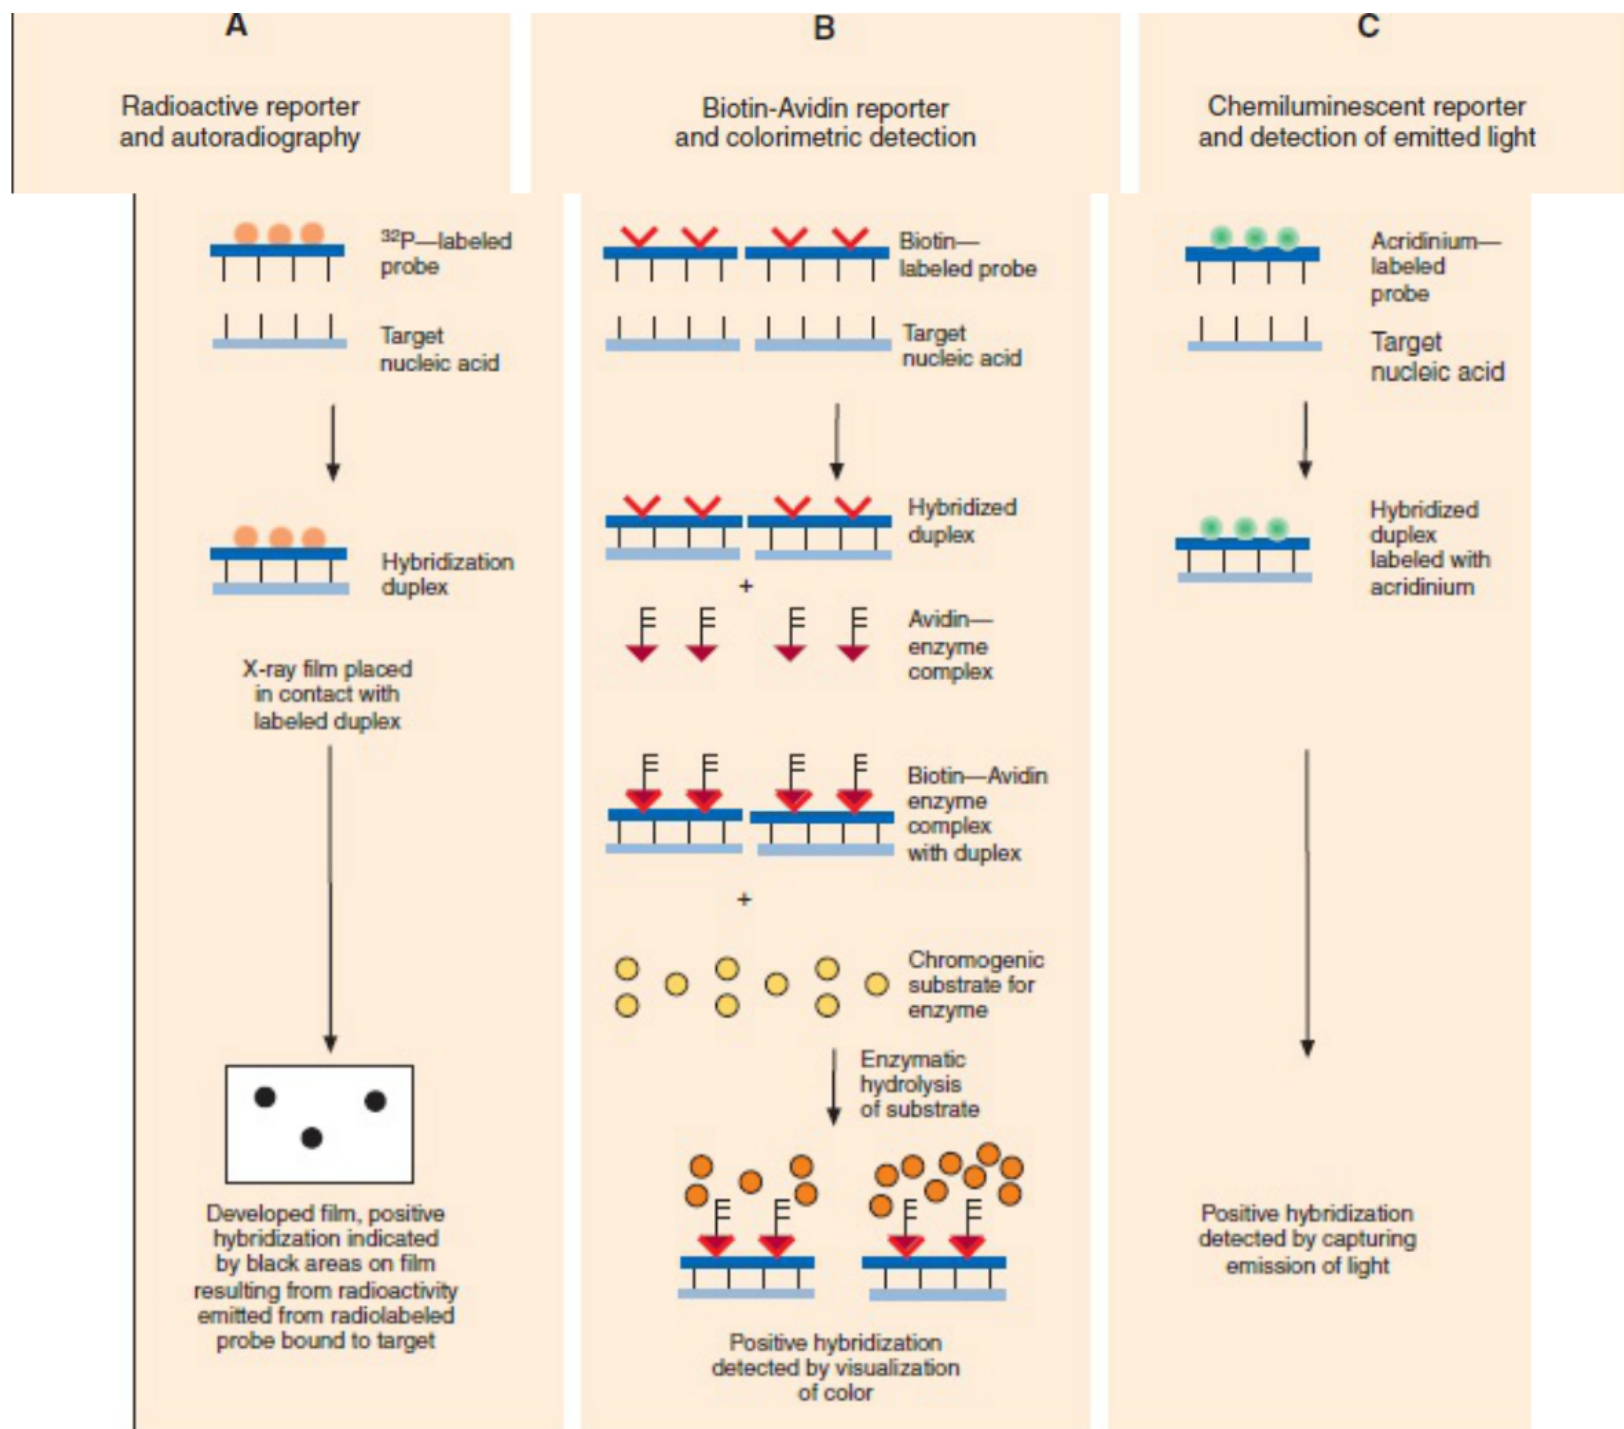 A
Radioactive reporter
and autoradiography
³²P—labeled
probe
Target
nucleic acid
Hybridization
duplex
X-ray film placed
in contact with
labeled duplex
Developed film, positive
hybridization indicated
by black areas on film
resulting from radioactivity
emitted from radiolabeled
probe bound to target
B
Biotin-Avidin reporter
and colorimetric detection
Biotin—
labeled probe
Target
nucleic acid
Hybridized
duplex
+
Avidin—
enzyme
complex
Biotin—Avidin
enzyme
complex
with duplex
+
Chromogenic
substrate for
enzyme
Enzymatic
hydrolysis
of substrate
Positive hybridization
detected by visualization
of color
C
Chemiluminescent reporter
and detection of emitted light
Acridinium—
labeled
probe
Target
nucleic acid
Hybridized
duplex
labeled with
acridinium
Positive hybridization
detected by capturing
emission of light